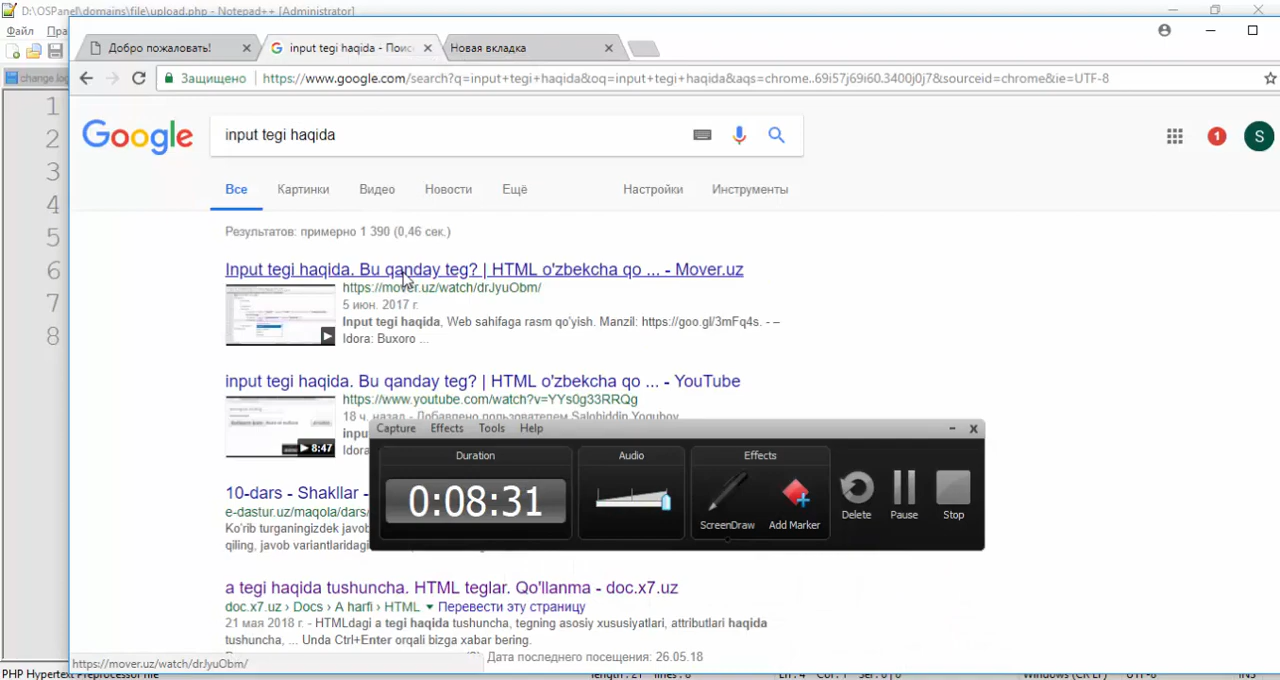 D:\OSPanel\domains\file\upload.php - Notepad++ [Administrator]
Файл
change.log
1
2
3
4
5
6
7
8
Добро пожаловать!
input tegi haqida - Поис
Новая вкладка
Защищено
https://www.google.com/search?q=input+tegi+haqida&oq=input+tegi+haqida&aqs=chrome..69i57j69i60.3400j0j7&sourceid=chrome&ie=UTF-8
Google
input tegi haqida
1
S
Все
Картинки
Видео
Новости
Ещё
Настройки
Инструменты
Результатов: примерно 1 390 (0,46 сек.)
Input tegi haqida. Bu qanday teg? | HTML o'zbekcha qo ... - Mover.uz
https://mover.uz/watch/drJyuObm/
5 июн. 2017 г.
Input tegi haqida, Web sahifaga rasm qo'yish. Manzil: https://goo.gl/3mFq4s. - –
Idora: Buxoro ...
input tegi haqida. Bu qanday teg? | HTML o'zbekcha qo ... - YouTube
https://www.youtube.com/watch?v=YYs0g33RRQg
18 ч. назад - Добавлено пользователем Salohiddin Yoqubov
8:47
Capture
Effects
Tools
Help
Duration
0:08:31
Audio
Effects
ScreenDraw
Add Marker
Delete
Pause
Stop
10-dars - Shakllar -
e-dastur.uz/maqola/dars/
Ko'rib turganingizdek javob
qiling, javob variantlaridagi
a tegi haqida tushuncha. HTML teglar. Qo'llanma - doc.x7.uz
doc.x7.uz › Docs › A harfi › HTML ▼ Перевести эту страницу
21 мая 2018 г. - HTMLdagi a tegi haqida tushuncha, tegning asosiy xususiyatlari, attributlari haqida
tushuncha, ... Unda Ctrl+Enter orqali bizga xabar bering.
Дата последнего посещения: 26.05.18
https://mover.uz/watch/drJyuObm/
PHP Hypertext Preprocessor file